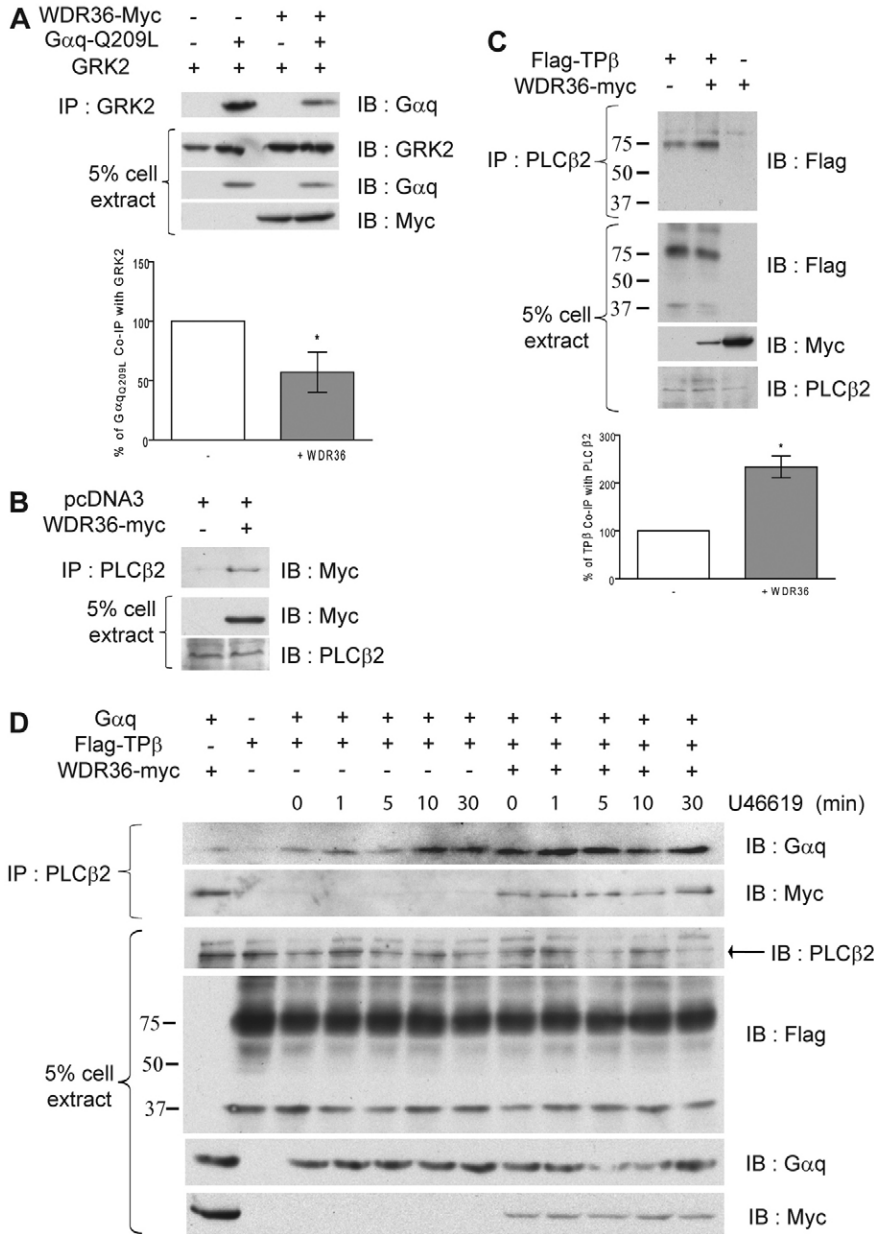 A
WDR36-Myc - - + +
Gαq-Q209L - + - +
GRK2 + + + +
IP : GRK2
IB : Gαq
5% cell extract
IB : GRK2
IB : Gαq
IB : Myc
% of GαqQ209L Co-IP with GRK2
150
100
50
0
*
-
+ WDR36
B
pcDNA3 + +
WDR36-myc - +
IP : PLCβ2
IB : Myc
5% cell extract
IB : Myc
IB : PLCβ2
C
Flag-TPβ + + -
WDR36-myc - + +
IP : PLCβ2
75
50
37
IB : Flag
5% cell extract
75
50
37
IB : Flag
IB : Myc
IB : PLCβ2
% of TPβ Co-IP with PLCβ2
300
200
100
0
*
-
+ WDR36
D
Gαq + - + + + + + + + + + +
Flag-TPβ - + + + + + + + + + + +
WDR36-myc + - - - - - - + + + + +
0 1 5 10 30 0 1 5 10 30 U46619 (min)
IP : PLCβ2
IB : Gαq
IB : Myc
5% cell extract
IB : PLCβ2
75
50
37
IB : Flag
IB : Gαq
IB : Myc